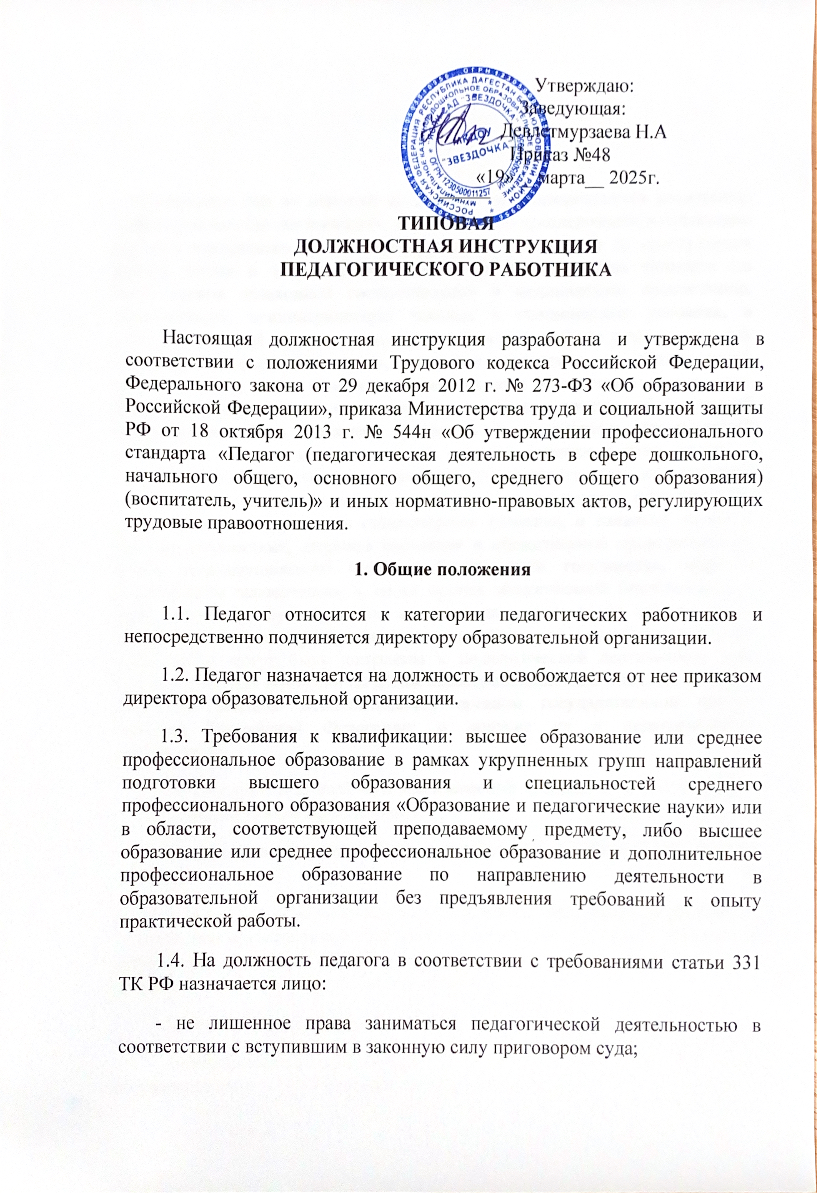 Утверждаю:
Заведующая:
Девлетмурзаева Н.А
Приказ №48
«19» марта__ 2025г.
"ЗВЕЗДОЧКА"
ТИПОВАЯ
ДОЛЖНОСТНАЯ ИНСТРУКЦИЯ
ПЕДАГОГИЧЕСКОГО РАБОТНИКА
Настоящая должностная инструкция разработана и утверждена в
соответствии с положениями Трудового кодекса Российской Федерации,
Федерального закона от 29 декабря 2012 г. № 273-ФЗ «Об образовании в
Российской Федерации», приказа Министерства труда и социальной защиты
РФ от 18 октября 2013 г. № 544н «Об утверждении профессионального
стандарта «Педагог (педагогическая деятельность в сфере дошкольного,
начального общего, основного общего, среднего общего образования)
(воспитатель, учитель)» и иных нормативно-правовых актов, регулирующих
трудовые правоотношения.
1. Общие положения
1.1. Педагог относится к категории педагогических работников и
непосредственно подчиняется директору образовательной организации.
1.2. Педагог назначается на должность и освобождается от нее приказом
директора образовательной организации.
1.3. Требования к квалификации: высшее образование или среднее
профессиональное образование в рамках укрупненных групп направлений
подготовки высшего образования и специальностей среднего
профессионального образования «Образование и педагогические науки» или
в области, соответствующей преподаваемому предмету, либо высшее
образование или среднее профессиональное образование и дополнительное
профессиональное образование по направлению деятельности в
образовательной организации без предъявления требований к опыту
практической работы.
1.4. На должность педагога в соответствии с требованиями статьи 331
ТК РФ назначается лицо:
- не лишенное права заниматься педагогической деятельностью в
соответствии с вступившим в законную силу приговором суда;